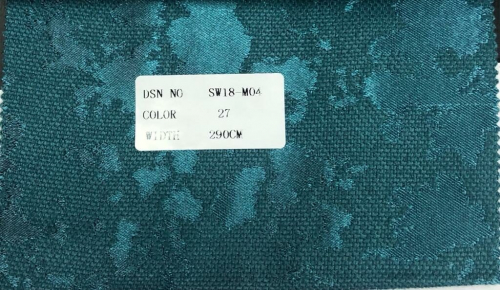 DSN NO SW18-M04
COLOR 27
WIDTH 290CM